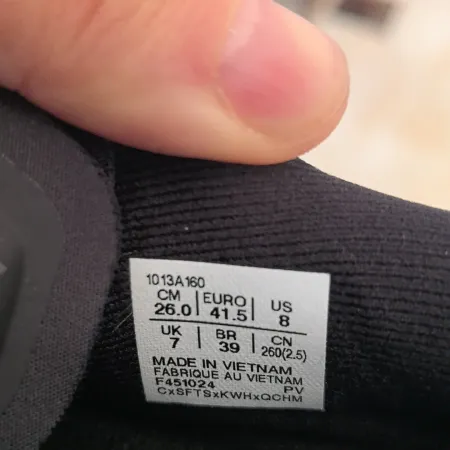 1013A160
CM 26.0 | EURO 41.5 | US 8
UK 7 | BR 39 | CN 260(2.5)
MADE IN VIETNAM
FABRIQUE AU VIETNAM
F451024 PV
CxSFTSxKWHxQCHM